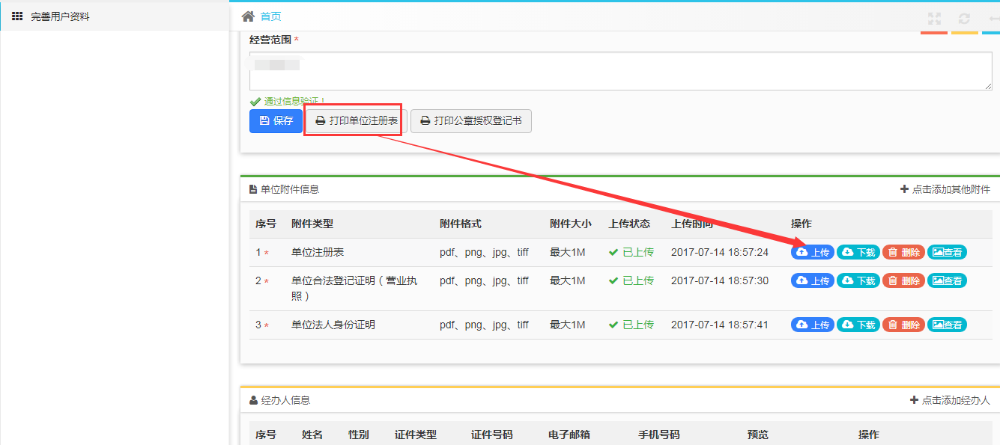 完善用户资料
首页
经营范围 *
通过信息验证！
保存 打印单位注册表 打印公章授权登记书
单位附件信息 点击添加其他附件
序号 附件类型 附件格式 附件大小 上传状态 上传时间 操作
1 * 单位注册表 pdf、png、jpg、tiff 最大1M 已上传 2017-07-14 18:57:24 上传 下载 删除 查看
2 * 单位合法登记证明（营业执 pdf、png、jpg、tiff 最大1M 已上传 2017-07-14 18:57:30 上传 下载 删除 查看
照）
3 * 单位法人身份证明 pdf、png、jpg、tiff 最大1M 已上传 2017-07-14 18:57:41 上传 下载 删除 查看
经办人信息 点击添加经办人
序号 姓名 性别 证件类型 证件号码 电子邮箱 手机号码 预览 操作